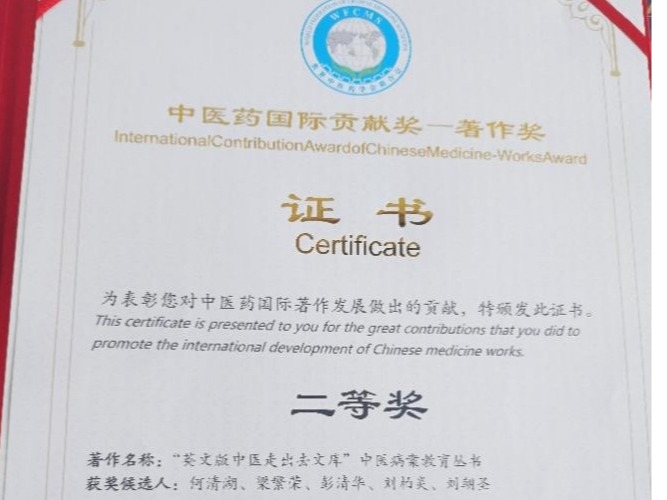 WFCMS
中医药国际贡献奖—著作奖
InternationalContributionAwardofChineseMedicine-WorksAward
证 书
Certificate
为表彰您对中医药国际著作发展做出的贡献，特颁发此证书。
This certificate is presented to you for the great contributions that you did to
promote the international development of Chinese medicine works.
二等奖
著作名称：“英文版中医走出去文库”中医病案教育丛书
获奖候选人：何清湖、梁繁荣、彭清华、刘朝圣